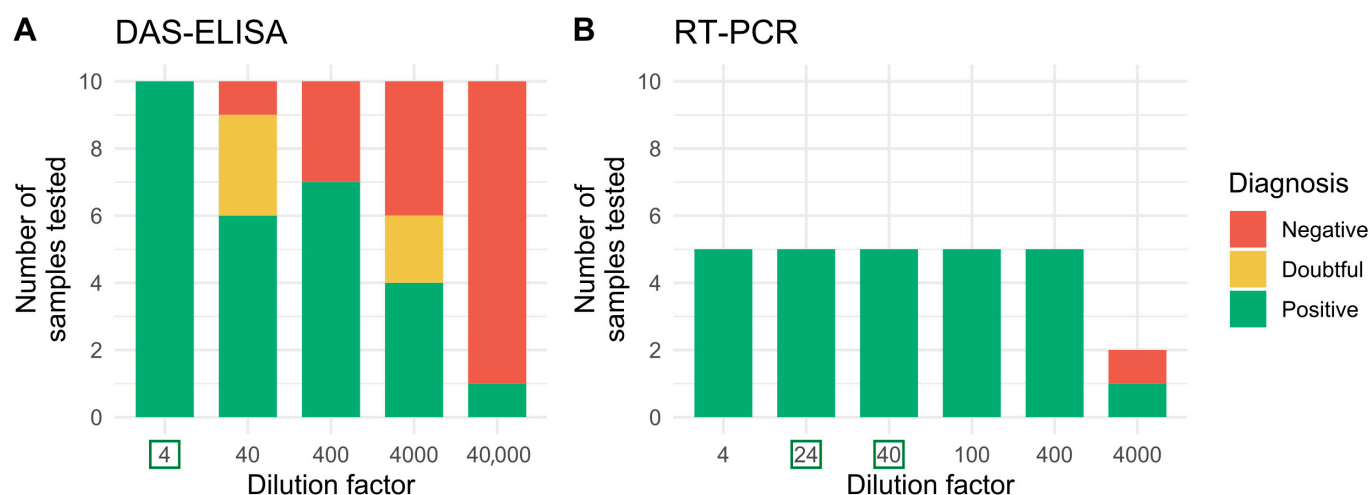 A DAS-ELISA
Number of
samples tested
10
8
6
4
2
0
4 40 400 4000 40,000
Dilution factor
B RT-PCR
Number of
samples tested
10
8
6
4
2
0
4 24 40 100 400 4000
Dilution factor
Diagnosis
Negative
Doubtful
Positive